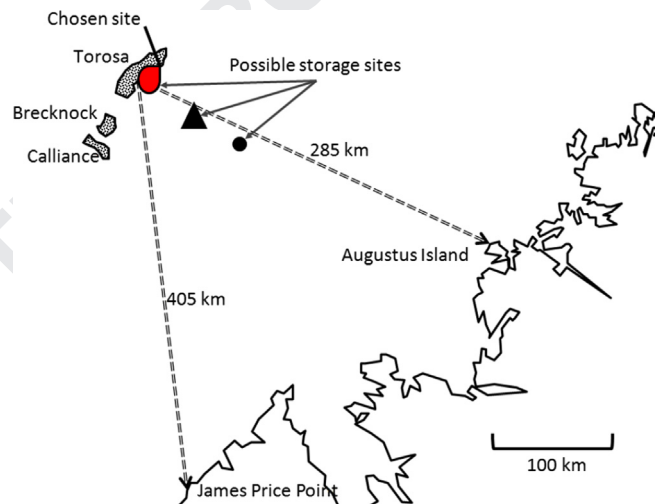 Chosen site
Torosa
Possible storage sites
Brecknock
Calliance
285 km
Augustus Island
405 km
100 km
James Price Point